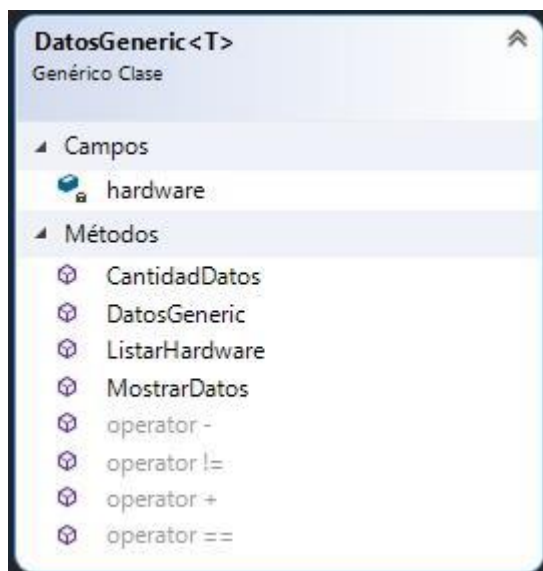 DatosGeneric<T>
Genérico Clase
Campos
hardware
Métodos
CantidadDatos
DatosGeneric
ListarHardware
MostrarDatos
operator -
operator !=
operator +
operator ==